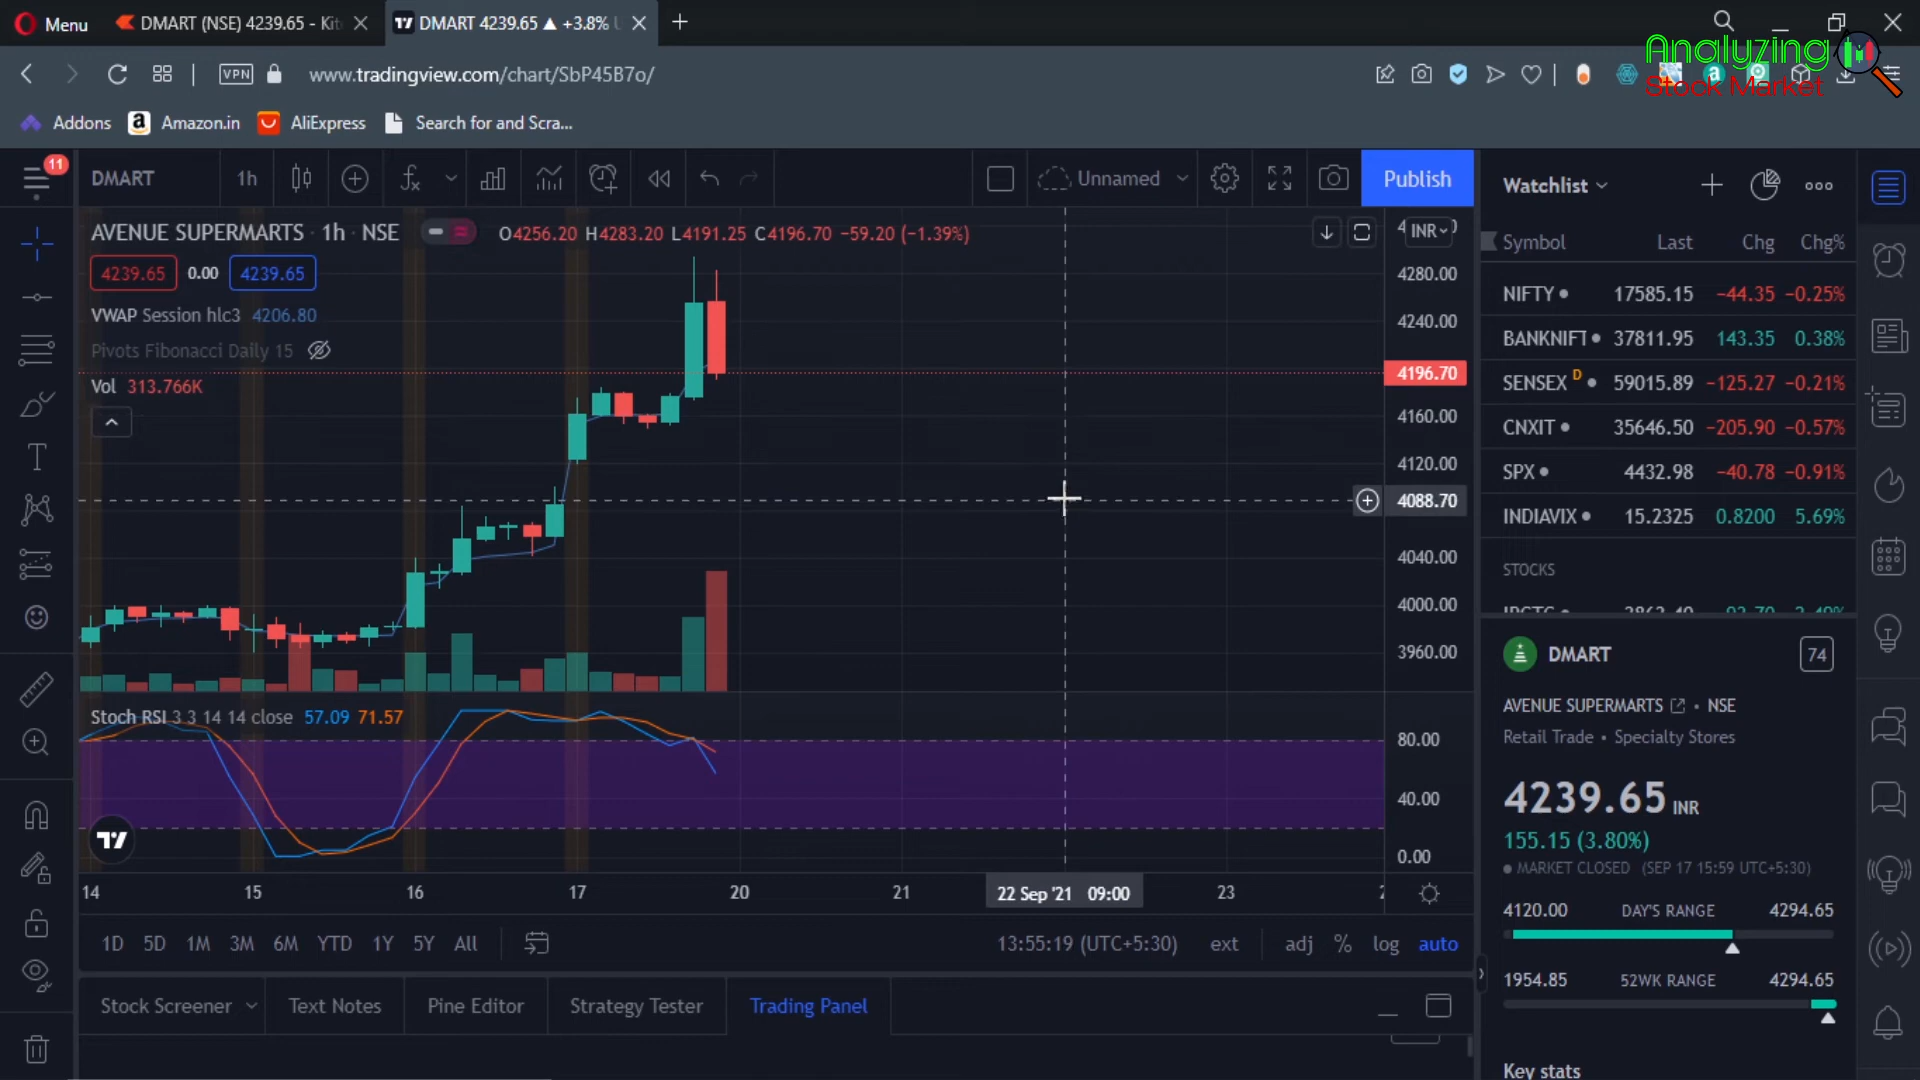 Menu
DMART (NSE) 4239.65 - Kit
DMART 4239.65 ▲ +3.8%
Analyzing
Stock Market
VPN
www.tradingview.com/chart/SbP45B7o/
Addons
Amazon.in
AliExpress
Search for and Scra...
11
DMART
1h
Unnamed
Publish
AVENUE SUPERMARTS · 1h · NSE
O4256.20 H4283.20 L4191.25 C4196.70 −59.20 (−1.39%)
INR
4239.65 0.00 4239.65
VWAP Session hlc3 4206.80
Pivots Fibonacci Daily 15
Vol 313.766K
4280.00
4240.00
4196.70
4160.00
4120.00
4088.70
4040.00
4000.00
3960.00
Stoch RSI 3 3 14 14 close 57.09 71.57
80.00
40.00
0.00
14 15 16 17 20 21 22 Sep '21 09:00 23
1D 5D 1M 3M 6M YTD 1Y 5Y All
13:55:19 (UTC+5:30) ext adj % log auto
Stock Screener
Text Notes
Pine Editor
Strategy Tester
Trading Panel
Watchlist
Symbol Last Chg Chg%
NIFTY 17585.15 −44.35 −0.25%
BANKNIFT 37811.95 143.35 0.38%
SENSEX D 59015.89 −125.27 −0.21%
CNXIT 35646.50 −205.90 −0.57%
SPX 4432.98 −40.78 −0.91%
INDIAVIX 15.2325 0.8200 5.69%
STOCKS
DMART
74
AVENUE SUPERMARTS • NSE
Retail Trade • Specialty Stores
4239.65 INR
155.15 (3.80%)
MARKET CLOSED (SEP 17 15:59 UTC+5:30)
4120.00 DAY'S RANGE 4294.65
1954.85 52WK RANGE 4294.65
Key stats